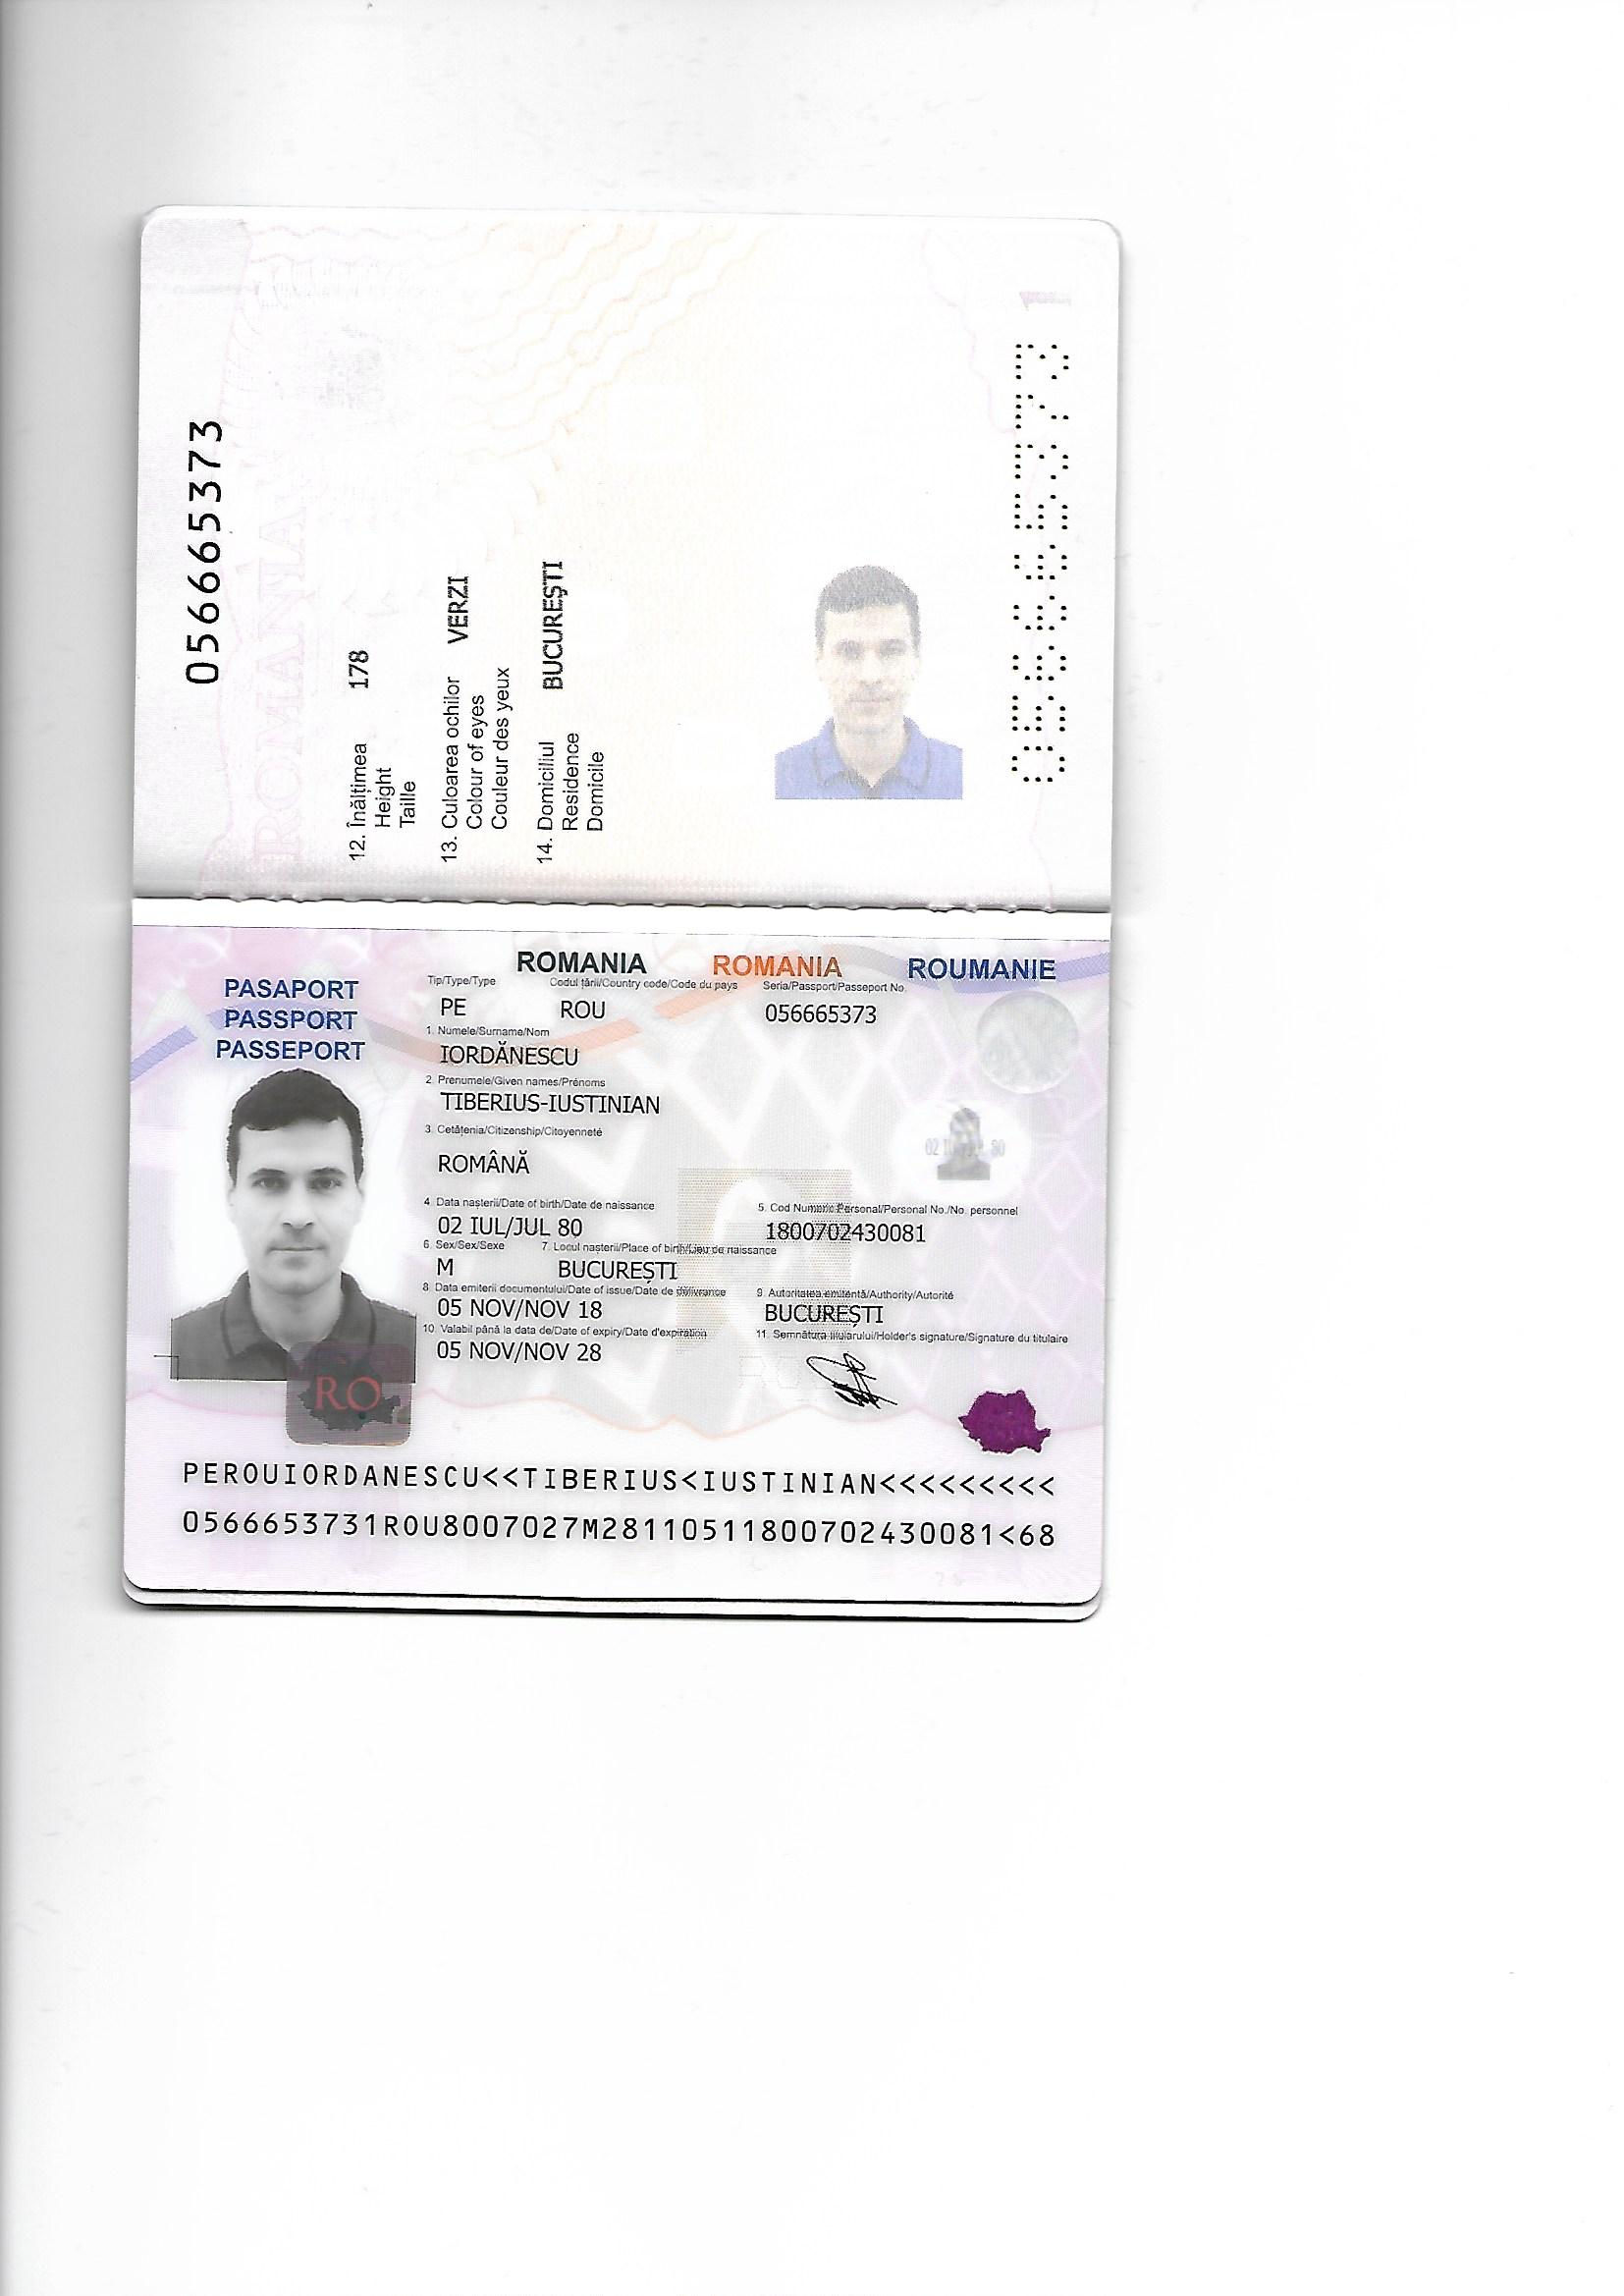 056665373
12. Înălțimea 178
Height
Taille
13. Culoarea ochilor VERZI
Colour of eyes
Couleur des yeux
14. Domiciliul BUCUREȘTI
Residence
Domicile
056665373
1
ROMÂNIA
ROMANIA ROMANIA ROUMANIE
PASAPORT
PASSPORT
PASSEPORT
Tip/Type/Type Codul țării/Country code/Code du pays Seria/Passport/Passeport No.
PE ROU 056665373
1. Numele/Surname/Nom
IORDĂNESCU
2. Prenumele/Given names/Prénoms
TIBERIUS-IUSTINIAN
3. Cetățenia/Citizenship/Citoyenneté
ROMÂNĂ
4. Data nașterii/Date of birth/Date de naissance 5. Cod Numeric Personal/Personal No./No. personnel
02 IUL/JUL 80 1800702430081
6. Sex/Sex/Sexe 7. Locul nașterii/Place of birth/Lieu de naissance
M BUCUREȘTI
8. Data emiterii documentului/Date of issue/Date de délivrance 9. Autoritatea emitentă/Authority/Autorité
05 NOV/NOV 18 BUCUREȘTI
10. Valabil până la data de/Date of expiry/Date d'expiration 11. Semnătura titularului/Holder's signature/Signature du titulaire
05 NOV/NOV 28
RO
PEROUIORDANESCU<<TIBERIUS<IUSTINIAN<<<<<<<<<
0566653731ROU8007027M28110511800702430081<68